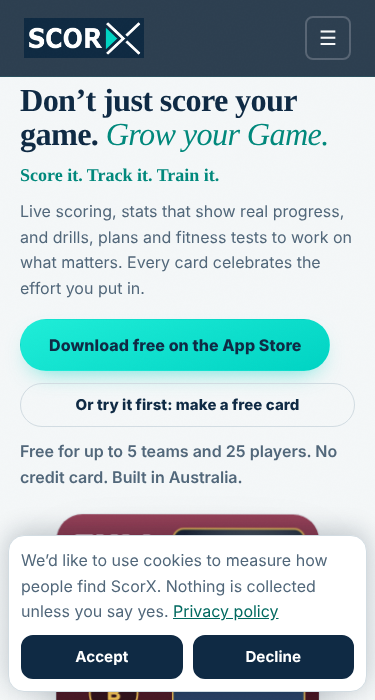 SCORX
☰
Don’t just score your
game. Grow your Game.
Score it. Track it. Train it.
Live scoring, stats that show real progress,
and drills, plans and fitness tests to work on
what matters. Every card celebrates the
effort you put in.
Download free on the App Store
Or try it first: make a free card
Free for up to 5 teams and 25 players. No
credit card. Built in Australia.
We’d like to use cookies to measure how
people find ScorX. Nothing is collected
unless you say yes. Privacy policy
Accept
Decline
B